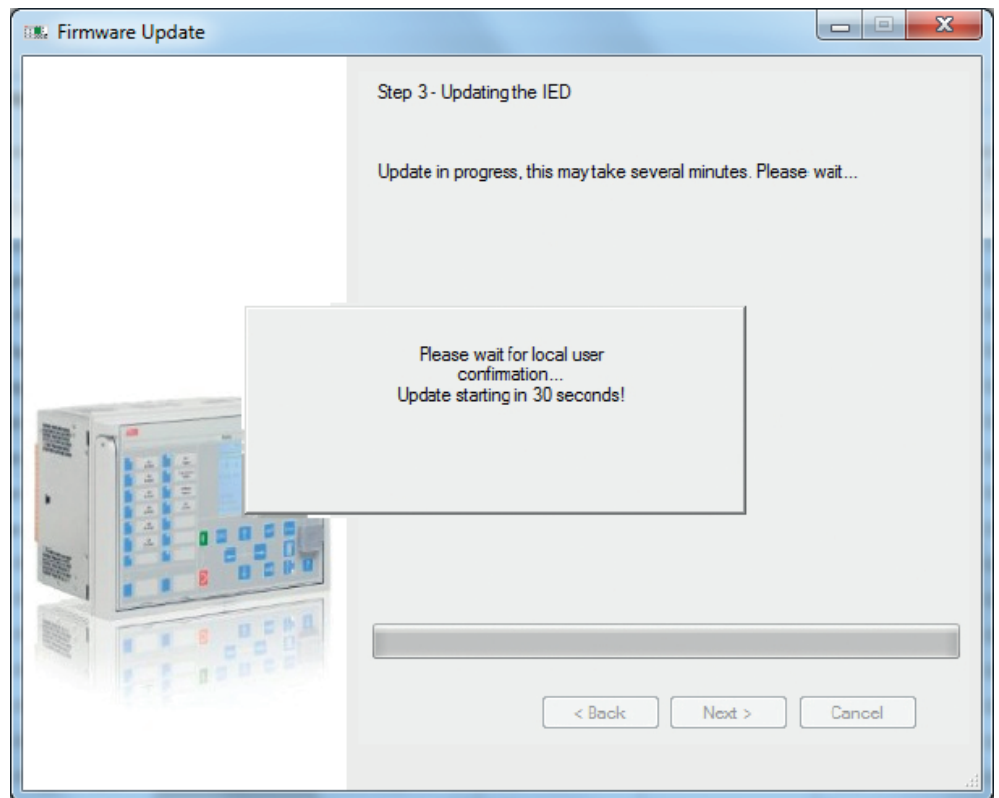 Firmware Update
Step 3 - Updating the IED
Update in progress, this may take several minutes. Please wait...
Please wait for local user
confirmation...
Update starting in 30 seconds!
< Back
Next >
Cancel